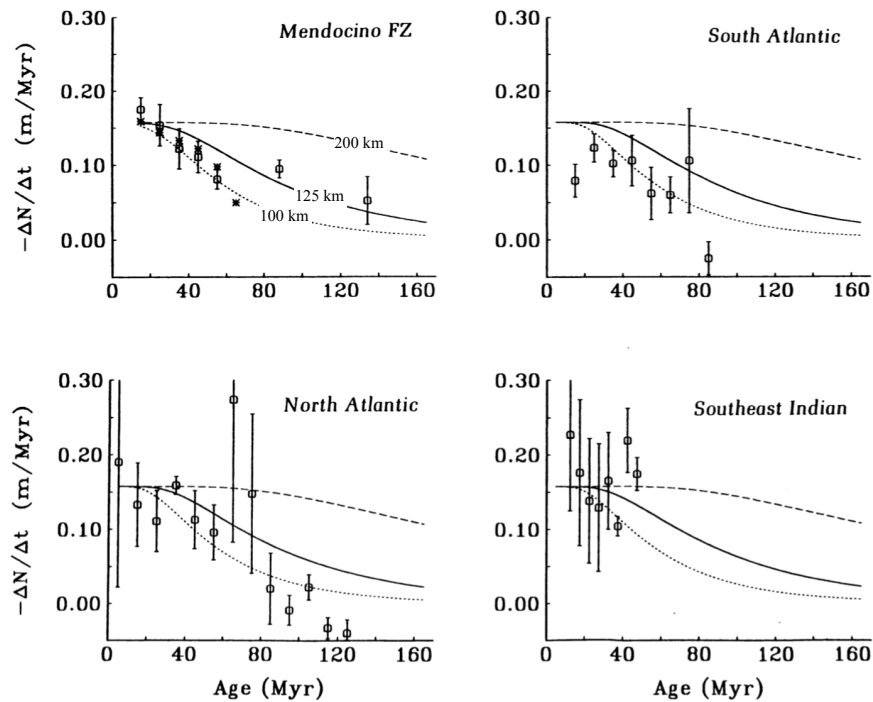 Mendocino FZ
South Atlantic
0.30
0.20
0.10
0.00
−ΔN/Δt (m/Myr)
200 km
125 km
100 km
0 40 80 120 160
0.30
0.20
0.10
0.00
0 40 80 120 160
North Atlantic
Southeast Indian
0.30
0.20
0.10
0.00
−ΔN/Δt (m/Myr)
0 40 80 120 160
Age (Myr)
0.30
0.20
0.10
0.00
0 40 80 120 160
Age (Myr)